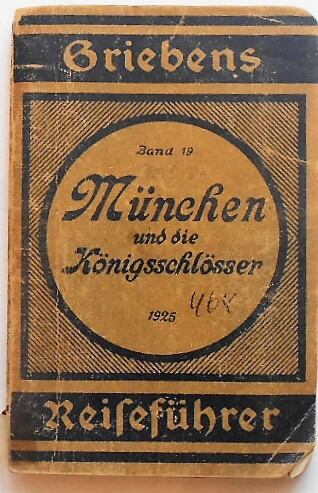 Griebens
Band 19
München
und die
Königsschlösser
1925
Reiſeführer